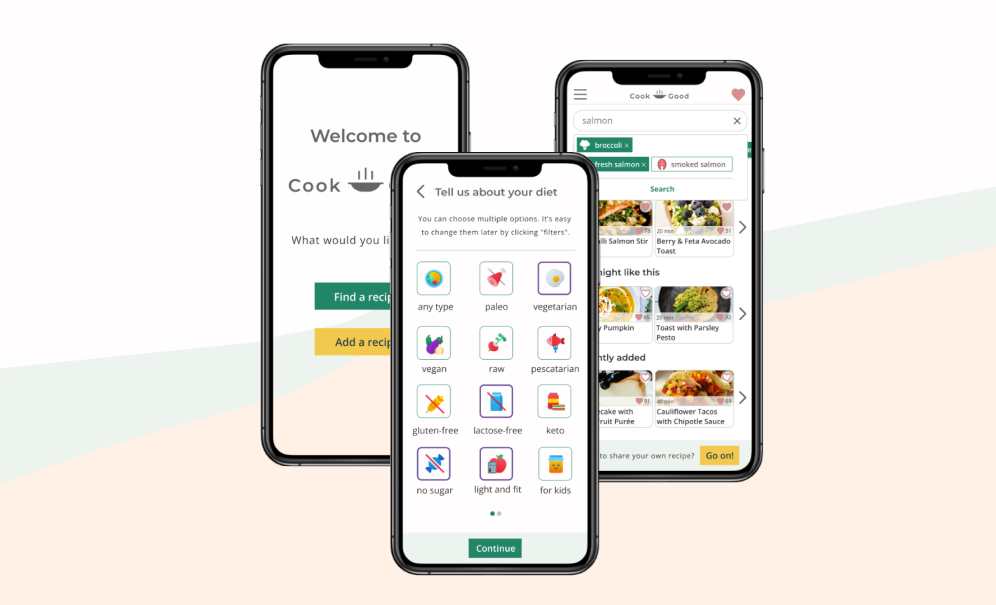 Welcome to
Cook
What would you li
Find a recip
Add a recip
Tell us about your diet
You can choose multiple options. It's easy
to change them later by clicking "filters".
any type
paleo
vegetarian
vegan
raw
pescatarian
gluten-free
lactose-free
keto
no sugar
light and fit
for kids
Continue
Cook Good
salmon
broccoli ×
fresh salmon ×
smoked salmon
Search
78
20 min
51
lli Salmon Stir
Berry & Feta Avocado
Toast
ight like this
65
20 min
32
y Pumpkin
Toast with Parsley
Pesto
ntly added
91
40 min
69
cake with
fruit Purée
Cauliflower Tacos
with Chipotle Sauce
to share your own recipe?
Go on!